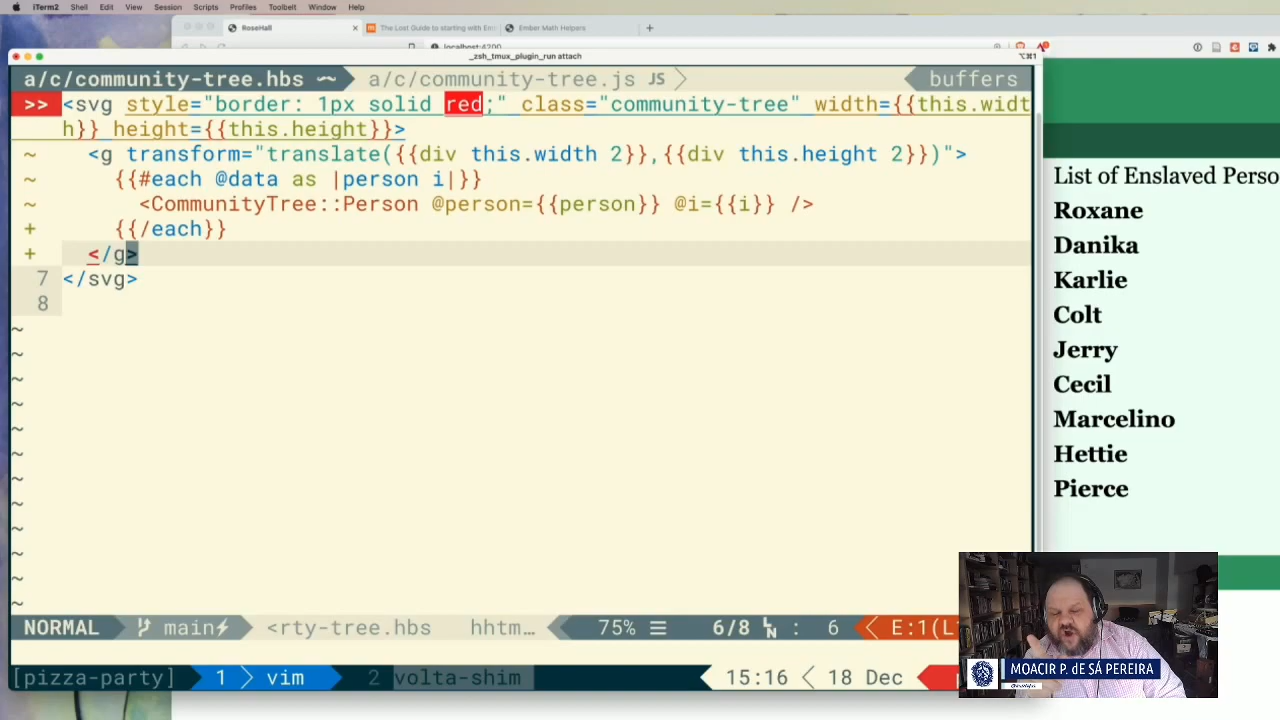 iTerm2 Shell Edit View Session Scripts Profiles Toolbelt Window Help
RoseHall
The Lost Guide to starting with Em
Ember Math Helpers
localhost:4200
_zsh_tmux_plugin_run attach
⌥⌘1
a/c/community-tree.hbs
a/c/community-tree.js JS
buffers
>> <svg style="border: 1px solid red;" class="community-tree" width={{this.widt
h}} height={{this.height}}>
~ <g transform="translate({{div this.width 2}},{{div this.height 2}})">
~ {{#each @data as |person i|}}
~ <CommunityTree::Person @person={{person}} @i={{i}} />
+ {{/each}}
+ </g>
7 </svg>
8
~
~
~
~
~
~
~
~
~
~
~
~
NORMAL main⚡ <rty-tree.hbs hhtm… 75% ☰ 6/8 LN : 6 E:1(L
[pizza-party] 1 vim 2 volta-shim 15:16 18 Dec
List of Enslaved Perso
Roxane
Danika
Karlie
Colt
Jerry
Cecil
Marcelino
Hettie
Pierce
MOACIR P. dE SÁ PEREIRA